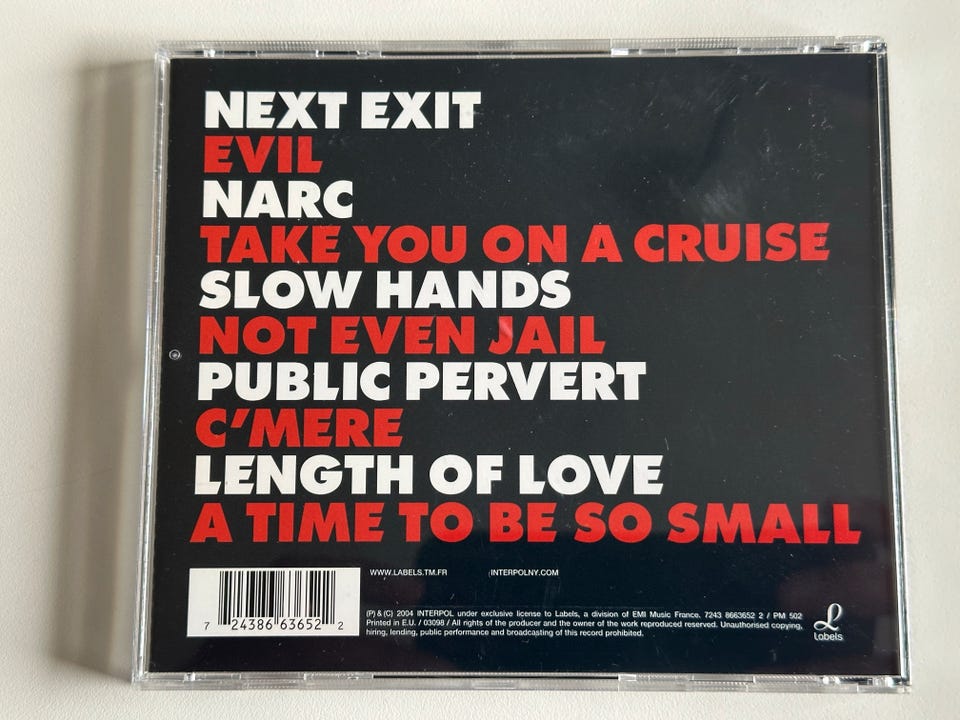 NEXT EXIT
EVIL
NARC
TAKE YOU ON A CRUISE
SLOW HANDS
NOT EVEN JAIL
PUBLIC PERVERT
C'MERE
LENGTH OF LOVE
A TIME TO BE SO SMALL
WWW.LABELS.TM.FR INTERPOLNY.COM
(P) & (C) 2004 INTERPOL under exclusive license to Labels, a division of EMI Music France. 7243 8663652 2 / PM 502
Printed in E.U. / 03098 / All rights of the producer and the owner of the work reproduced reserved. Unauthorised copying,
hiring, lending, public performance and broadcasting of this record prohibited.
7 24386 63652 2
Labels